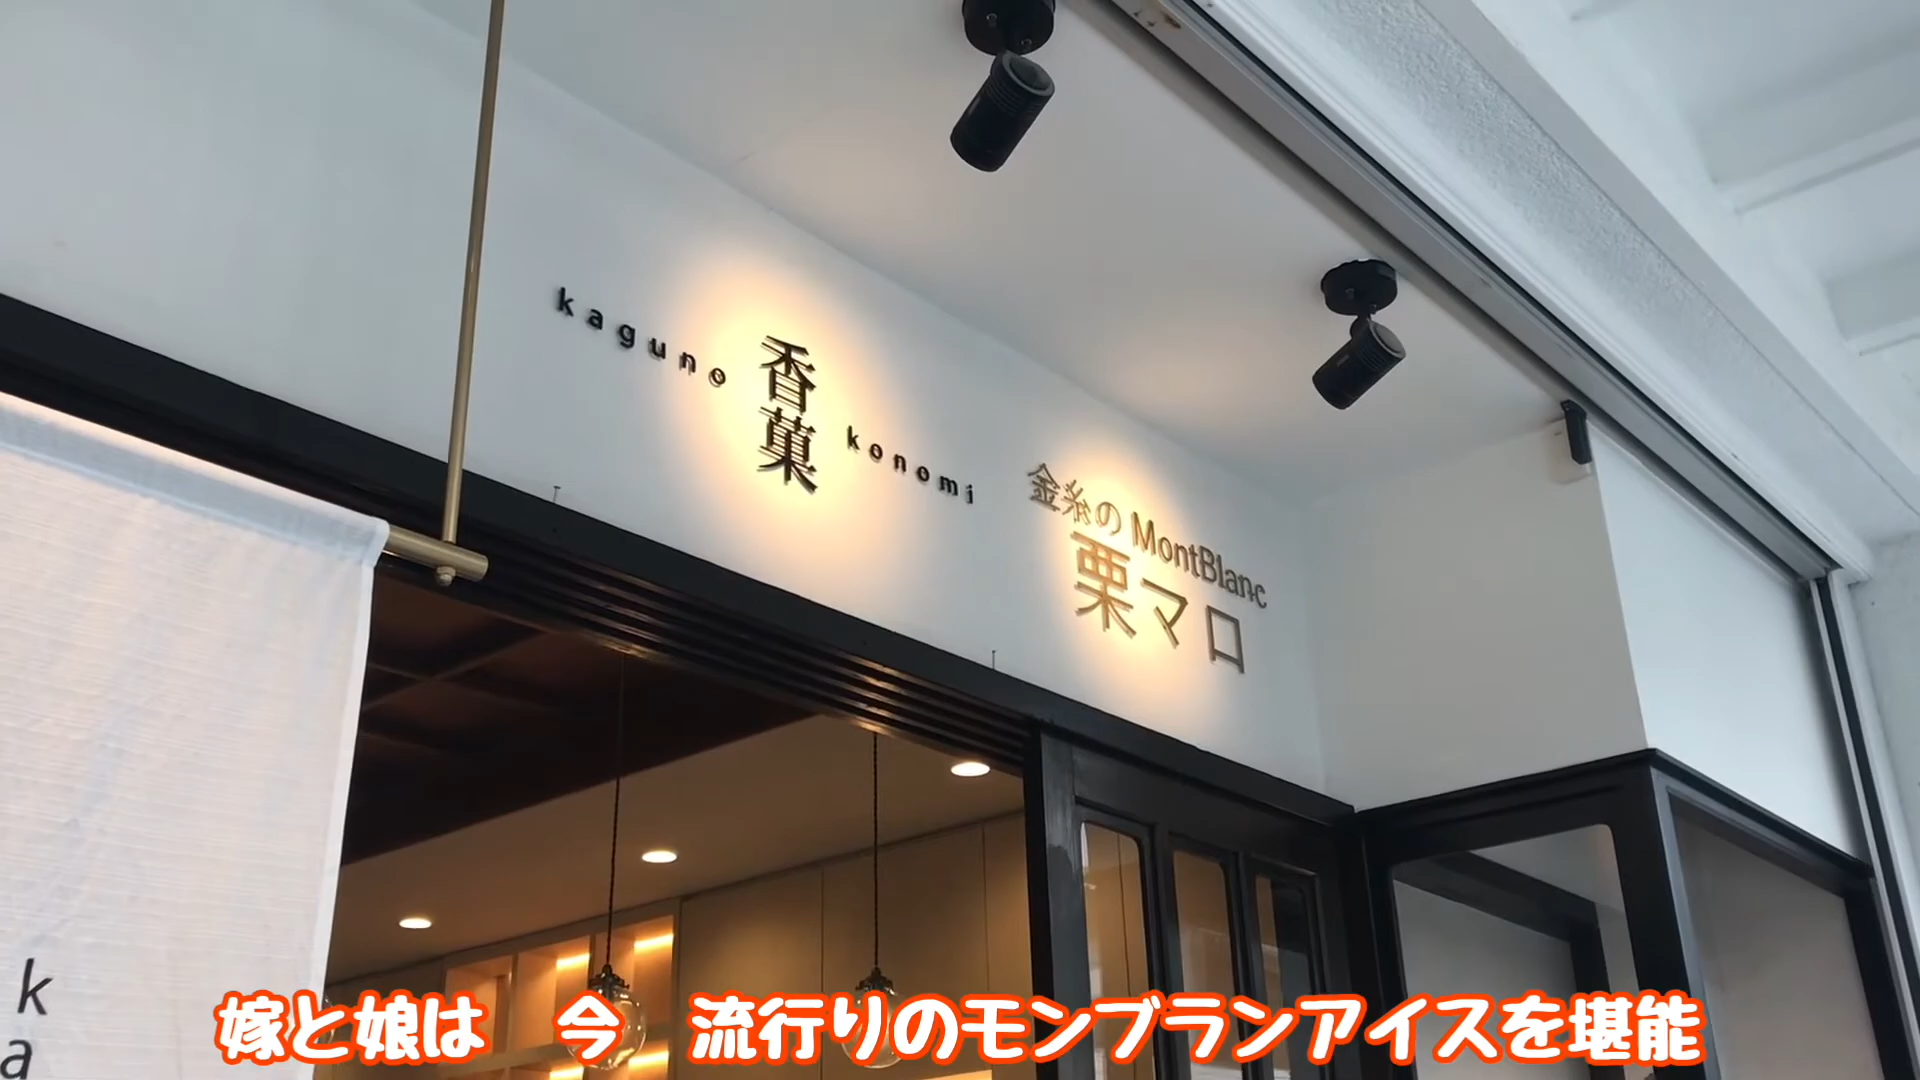 kaguno
香菓
konomi
金糸の MontBlanc
栗マロ
k
a
嫁と娘は 今 流行りのモンブランアイスを堪能